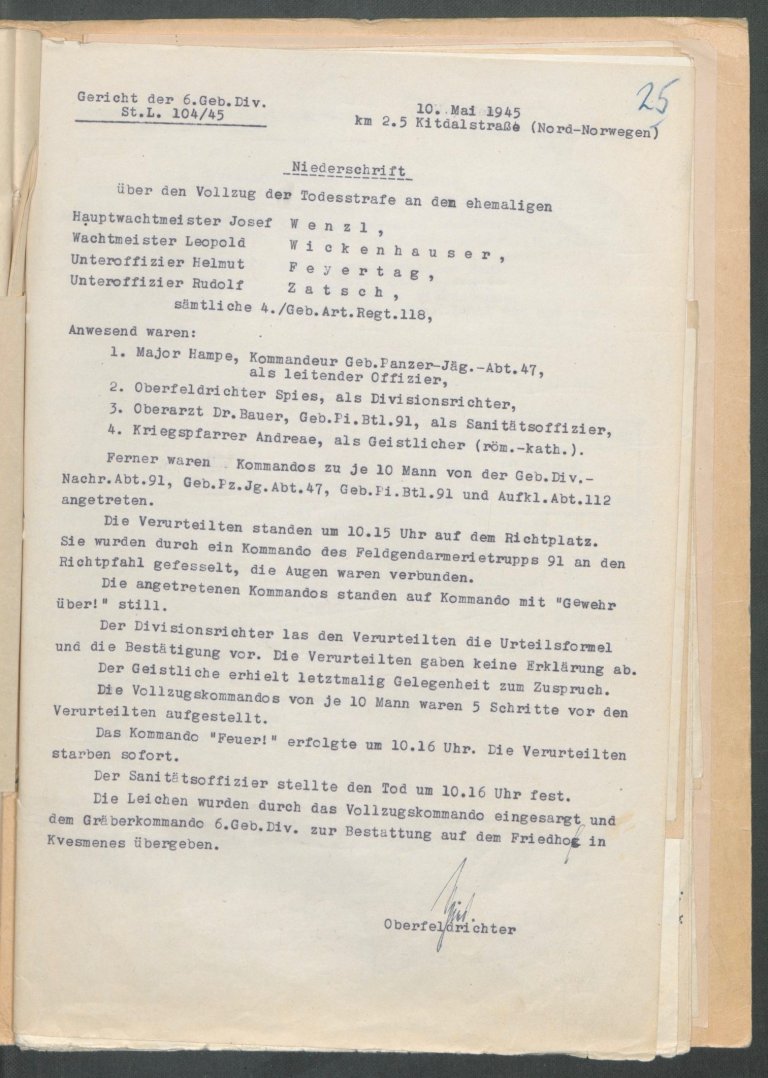 25
Gericht der 6.Geb.Div.
St.L. 104/45
10. Mai 1945
km 2.5 Kitdalstraße (Nord-Norwegen)
Niederschrift
über den Vollzug der Todesstrafe an dem ehemaligen
Hauptwachtmeister Josef W e n z l ,
Wachtmeister Leopold W i c k e n h a u s e r ,
Unteroffizier Helmut F e y e r t a g ,
Unteroffizier Rudolf Z a t s c h ,
sämtliche 4./Geb.Art.Regt.118,
Anwesend waren:
1. Major Hampe, Kommandeur Geb.Panzer-Jäg.-Abt.47,
als leitender Offizier,
2. Oberfeldrichter Spies, als Divisionsrichter,
3. Oberarzt Dr.Bauer, Geb.Pi.Btl.91, als Sanitätsoffizier,
4. Kriegspfarrer Andreae, als Geistlicher (röm.-kath.).
Ferner waren Kommandos zu je 10 Mann von der Geb.Div.-
Nachr.Abt.91, Geb.Pz.Jg.Abt.47, Geb.Pi.Btl.91 und Aufkl.Abt.112
angetreten.
Die Verurteilten standen um 10.15 Uhr auf dem Richtplatz.
Sie wurden durch ein Kommando des Feldgendarmerietrupps 91 an den
Richtpfahl gefesselt, die Augen waren verbunden.
Die angetretenen Kommandos standen auf Kommando mit "Gewehr
über!" still.
Der Divisionsrichter las den Verurteilten die Urteilsformel
und die Bestätigung vor. Die Verurteilten gaben keine Erklärung ab.
Der Geistliche erhielt letztmalig Gelegenheit zum Zuspruch.
Die Vollzugskommandos von je 10 Mann waren 5 Schritte vor den
Verurteilten aufgestellt.
Das Kommando "Feuer!" erfolgte um 10.16 Uhr. Die Verurteilten
starben sofort.
Der Sanitätsoffizier stellte den Tod um 10.16 Uhr fest.
Die Leichen wurden durch das Vollzugskommando eingesargt und
dem Gräberkommando 6.Geb.Div. zur Bestattung auf dem Friedhof in
Kvesmenes übergeben.
Oberfeldrichter